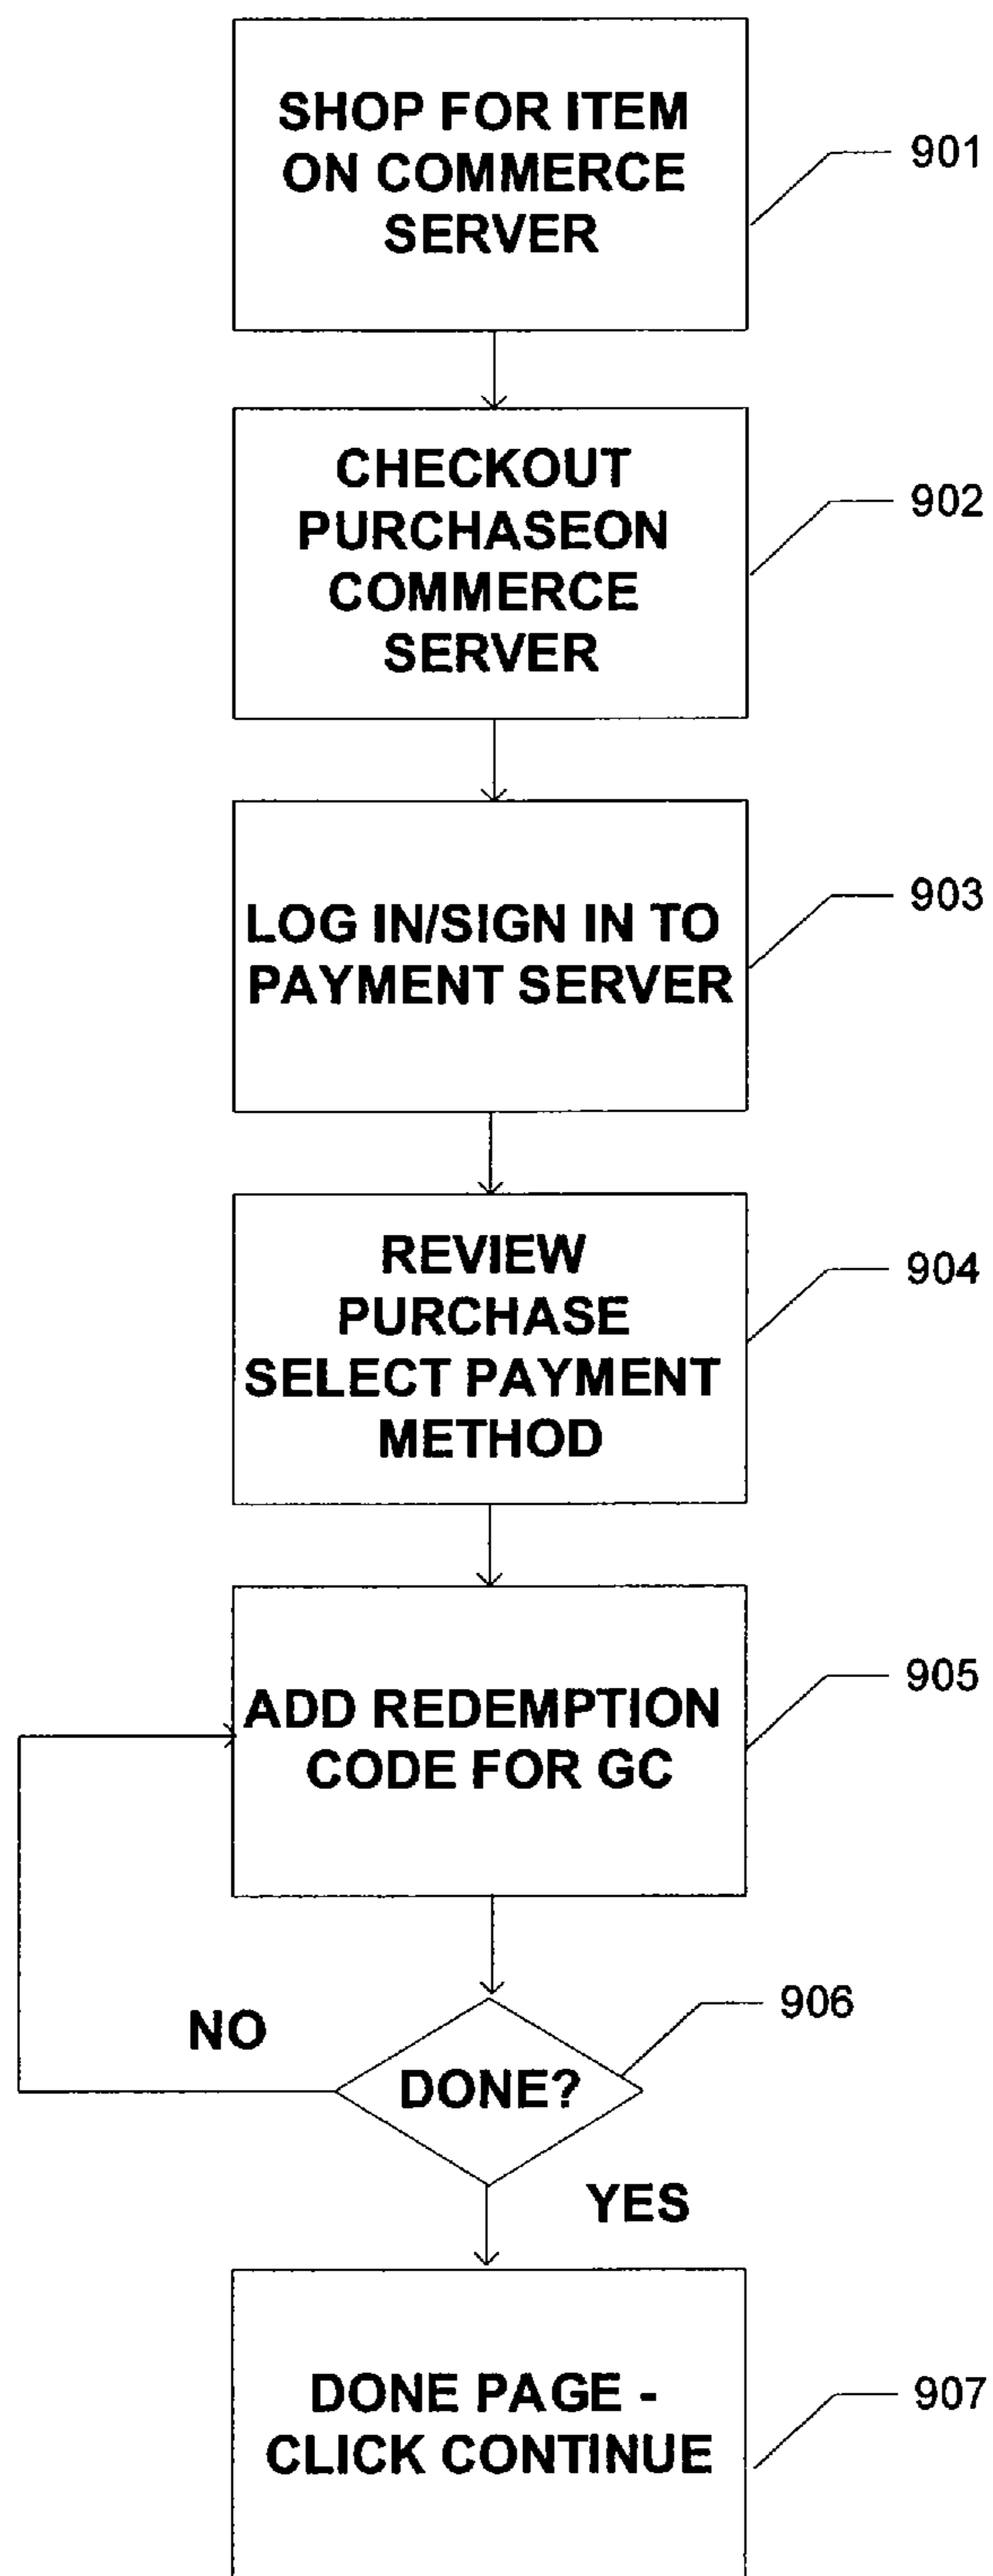 SHOP FOR ITEM
ON COMMERCE
SERVER
901
CHECKOUT
PURCHASEON
COMMERCE
SERVER
902
LOG IN/SIGN IN TO
PAYMENT SERVER
903
REVIEW
PURCHASE
SELECT PAYMENT
METHOD
904
ADD REDEMPTION
CODE FOR GC
905
NO
DONE?
906
YES
DONE PAGE -
CLICK CONTINUE
907